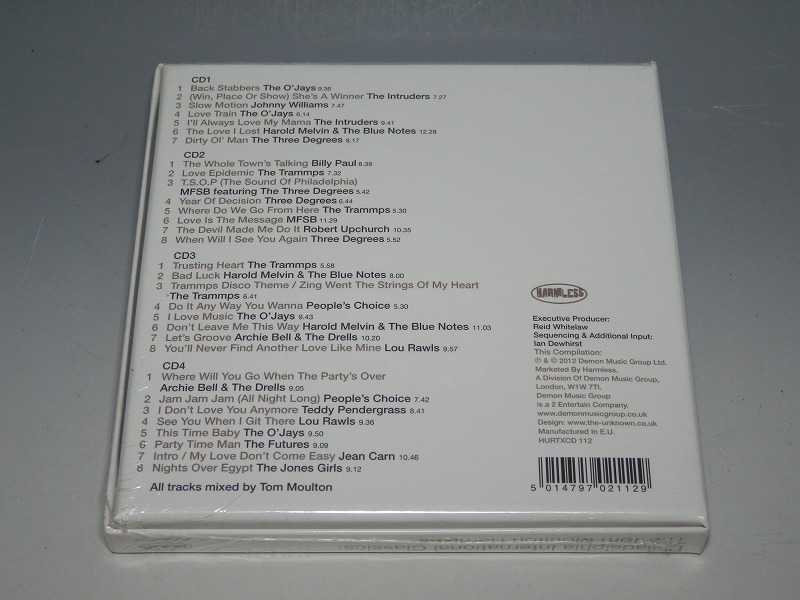 CD1
1 Back Stabbers The O'Jays 9.36
2 (Win, Place Or Show) She's A Winner The Intruders 7.27
3 Slow Motion Johnny Williams 7.47
4 Love Train The O'Jays 6.14
5 I'll Always Love My Mama The Intruders 9.41
6 The Love I Lost Harold Melvin & The Blue Notes 12.28
7 Dirty Ol' Man The Three Degrees 8.17
CD2
1 The Whole Town's Talking Billy Paul 8.39
2 Love Epidemic The Trammps 7.32
3 T.S.O.P (The Sound Of Philadelphia)
MFSB featuring The Three Degrees 5.42
4 Year Of Decision Three Degrees 6.44
5 Where Do We Go From Here The Trammps 5.30
6 Love Is The Message MFSB 11.29
7 The Devil Made Me Do It Robert Upchurch 10.35
8 When Will I See You Again Three Degrees 5.52
CD3
1 Trusting Heart The Trammps 5.58
2 Bad Luck Harold Melvin & The Blue Notes 8.00
3 Trammps Disco Theme / Zing Went The Strings Of My Heart
The Trammps 6.41
4 Do It Any Way You Wanna People's Choice 5.30
5 I Love Music The O'Jays 9.43
6 Don't Leave Me This Way Harold Melvin & The Blue Notes 11.03
7 Let's Groove Archie Bell & The Drells 10.20
8 You'll Never Find Another Love Like Mine Lou Rawls 9.57
CD4
1 Where Will You Go When The Party's Over
Archie Bell & The Drells 9.05
2 Jam Jam Jam (All Night Long) People's Choice 7.42
3 I Don't Love You Anymore Teddy Pendergrass 8.41
4 See You When I Git There Lou Rawls 9.36
5 This Time Baby The O'Jays 9.50
6 Party Time Man The Futures 9.09
7 Intro / My Love Don't Come Easy Jean Carn 10.46
8 Nights Over Egypt The Jones Girls 9.12
All tracks mixed by Tom Moulton
HARMLESS
Executive Producer:
Reid Whitelaw
Sequencing & Additional Input:
Ian Dewhirst
This Compilation:
℗ & © 2012 Demon Music Group Ltd.
Marketed By Harmless,
A Division Of Demon Music Group,
London, W1W 7TI.
Demon Music Group
is a 2 Entertain Company.
www.demonmusicgroup.co.uk
Design: www.the-unknown.co.uk
Manufactured In E.U.
HURTXCD 112
5 014797 021129
Philadelphia International Classics:
The Tom Moulton Remixes